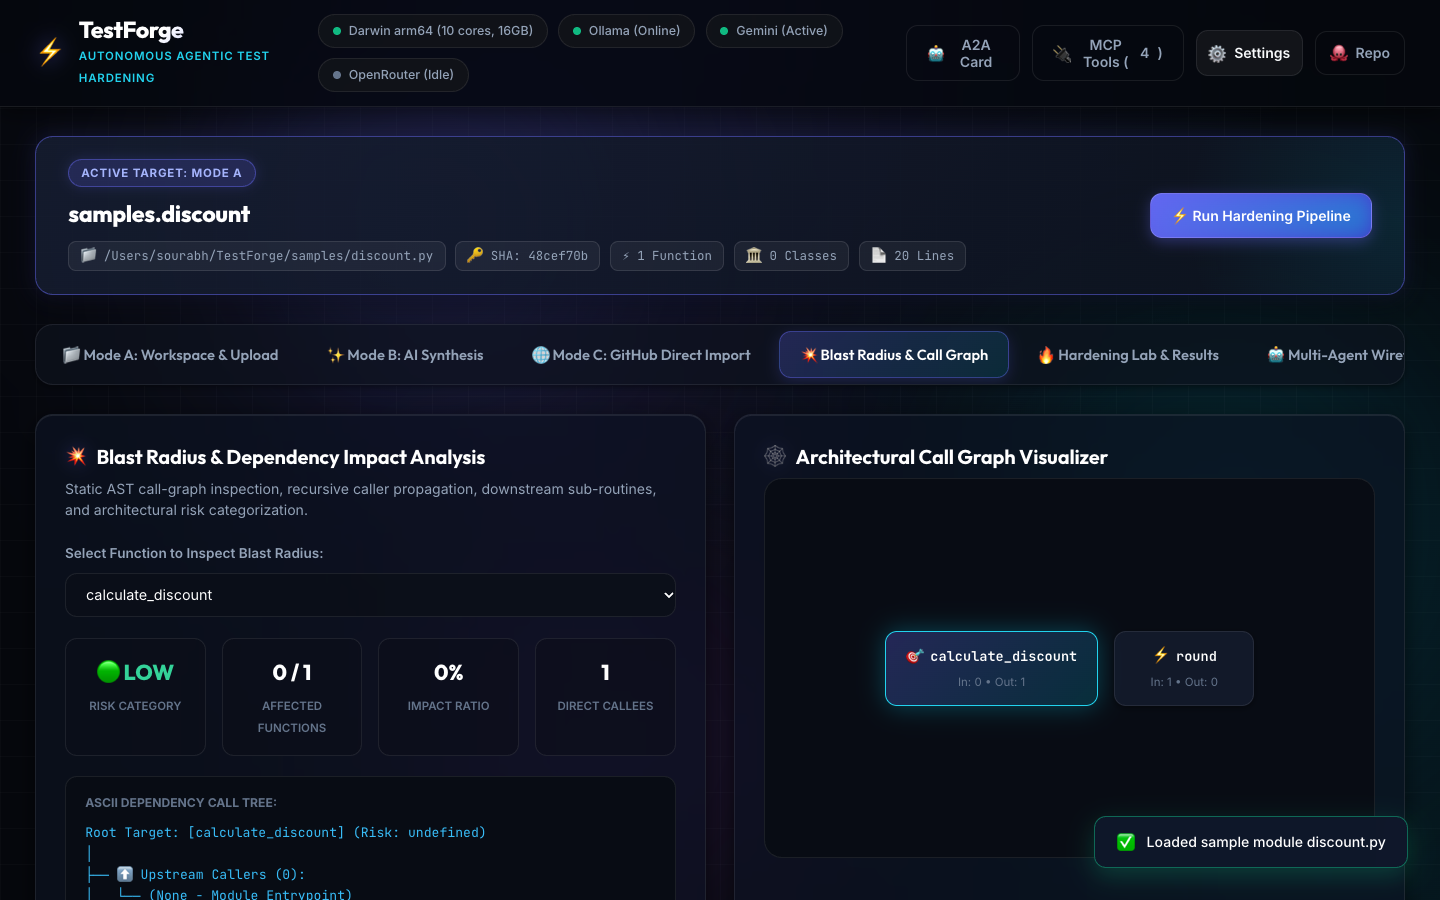 TestForge
AUTONOMOUS AGENTIC TEST
HARDENING
Darwin arm64 (10 cores, 16GB)
Ollama (Online)
Gemini (Active)
OpenRouter (Idle)
A2A
Card
MCP
Tools ( 4 )
Settings
Repo
ACTIVE TARGET: MODE A
samples.discount
/Users/sourabh/TestForge/samples/discount.py
SHA: 48cef70b
⚡ 1 Function
0 Classes
20 Lines
Run Hardening Pipeline
Mode A: Workspace & Upload
Mode B: AI Synthesis
Mode C: GitHub Direct Import
Blast Radius & Call Graph
Hardening Lab & Results
Multi-Agent Wire
Blast Radius & Dependency Impact Analysis
Static AST call-graph inspection, recursive caller propagation, downstream sub-routines,
and architectural risk categorization.
Select Function to Inspect Blast Radius:
calculate_discount
LOW
RISK CATEGORY
0 / 1
AFFECTED
FUNCTIONS
0%
IMPACT RATIO
1
DIRECT CALLEES
ASCII DEPENDENCY CALL TREE:
Root Target: [calculate_discount] (Risk: undefined)
│
├── ⬆️ Upstream Callers (0):
│   └── (None - Module Entrypoint)
Architectural Call Graph Visualizer
calculate_discount
In: 0 • Out: 1
round
In: 1 • Out: 0
Loaded sample module discount.py